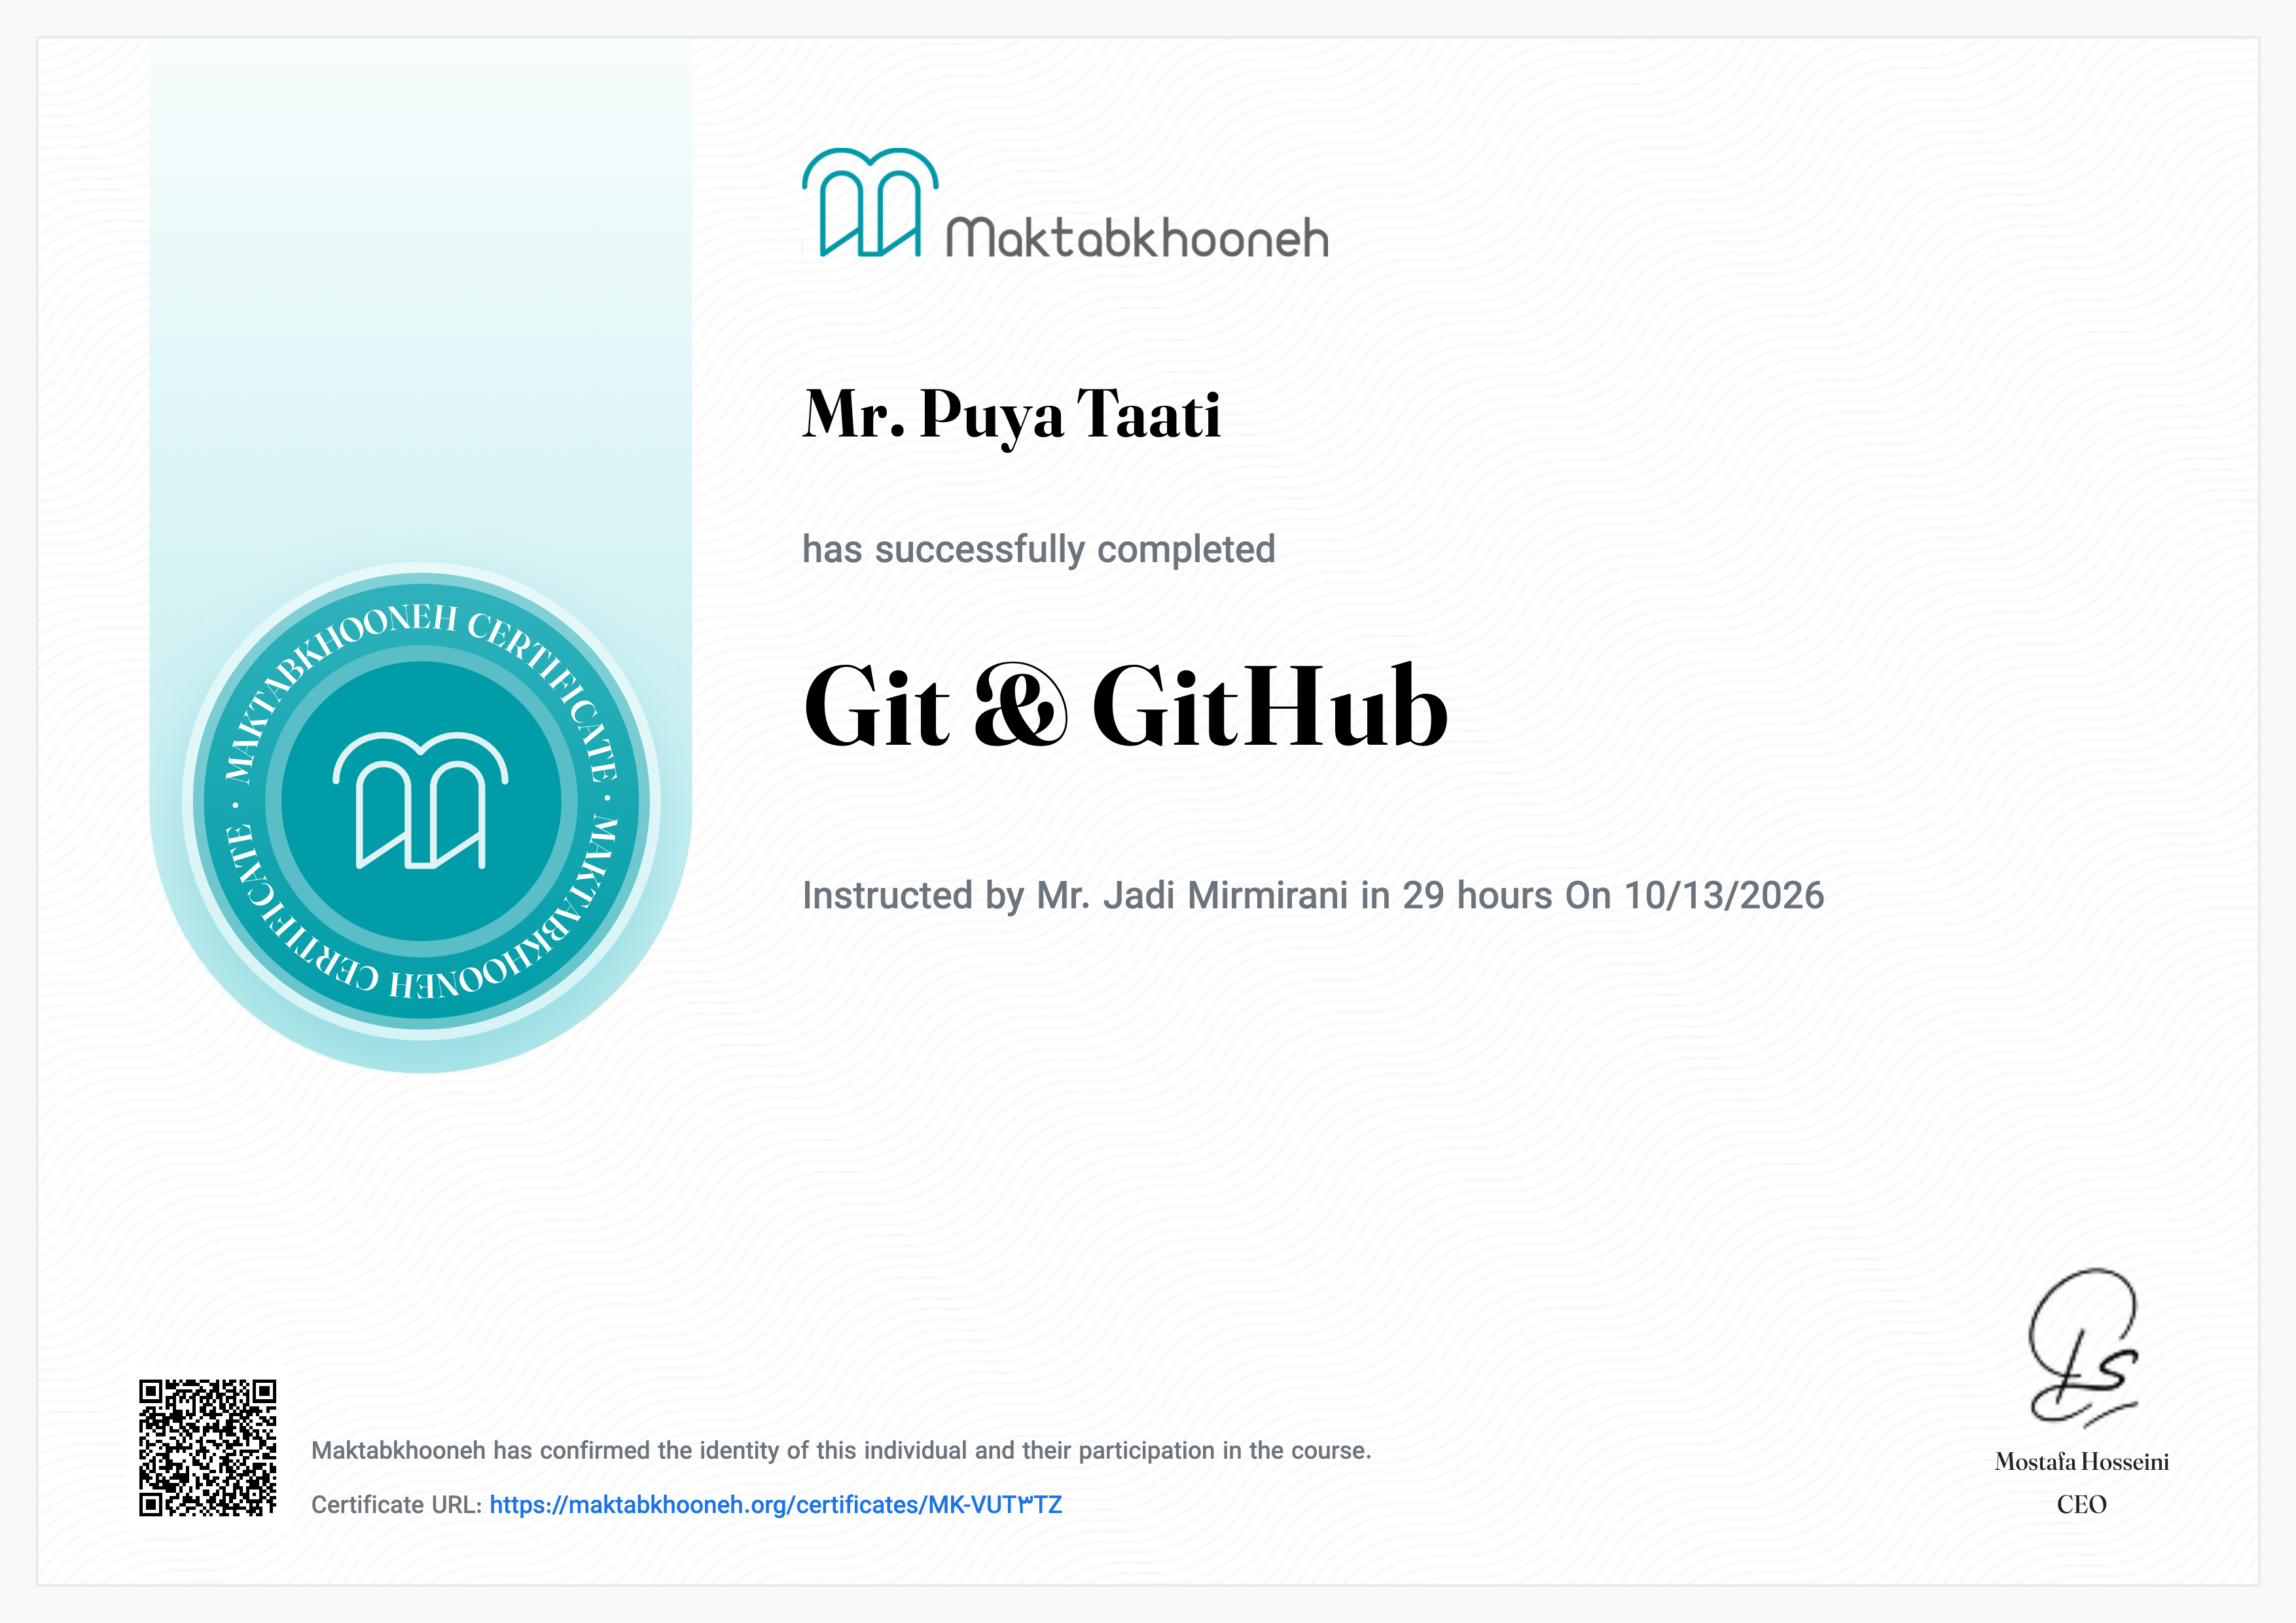 Maktabkhooneh
Mr. Puya Taati
has successfully completed
Git & GitHub
Instructed by Mr. Jadi Mirmirani in 29 hours On 10/13/2026
MAKTABKHOONEH CERTIFICATE · MAKTABKHOONEH CERTIFICATE ·
Maktabkhooneh has confirmed the identity of this individual and their participation in the course.
Certificate URL: https://maktabkhooneh.org/certificates/MK-VUT۳TZ
Mostafa Hosseini
CEO